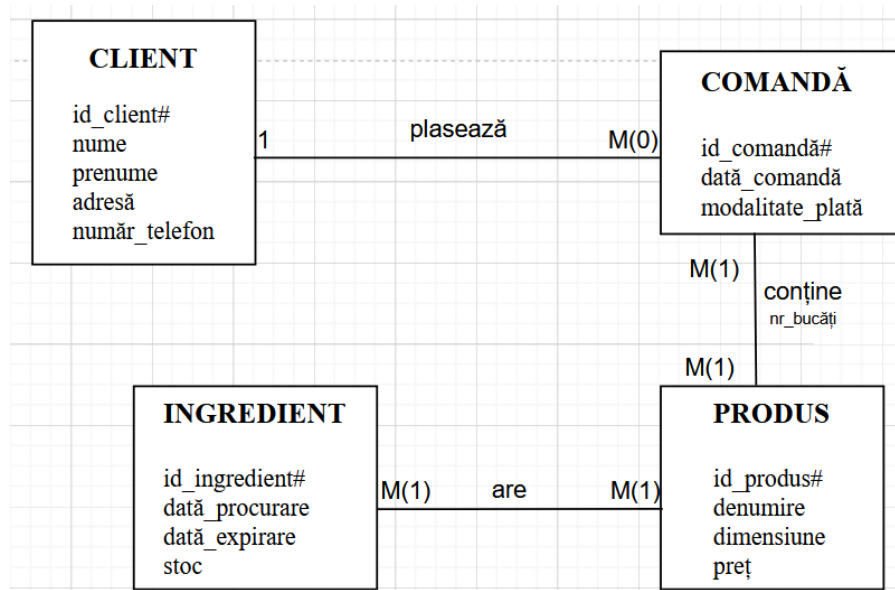 CLIENT
id_client#
nume
prenume
adresă
număr_telefon
1
plasează
M(0)
COMANDĂ
id_comandă#
dată_comandă
modalitate_plată
M(1)
conține
nr_bucăți
M(1)
INGREDIENT
id_ingredient#
dată_procurare
dată_expirare
stoc
M(1)
are
M(1)
PRODUS
id_produs#
denumire
dimensiune
preț